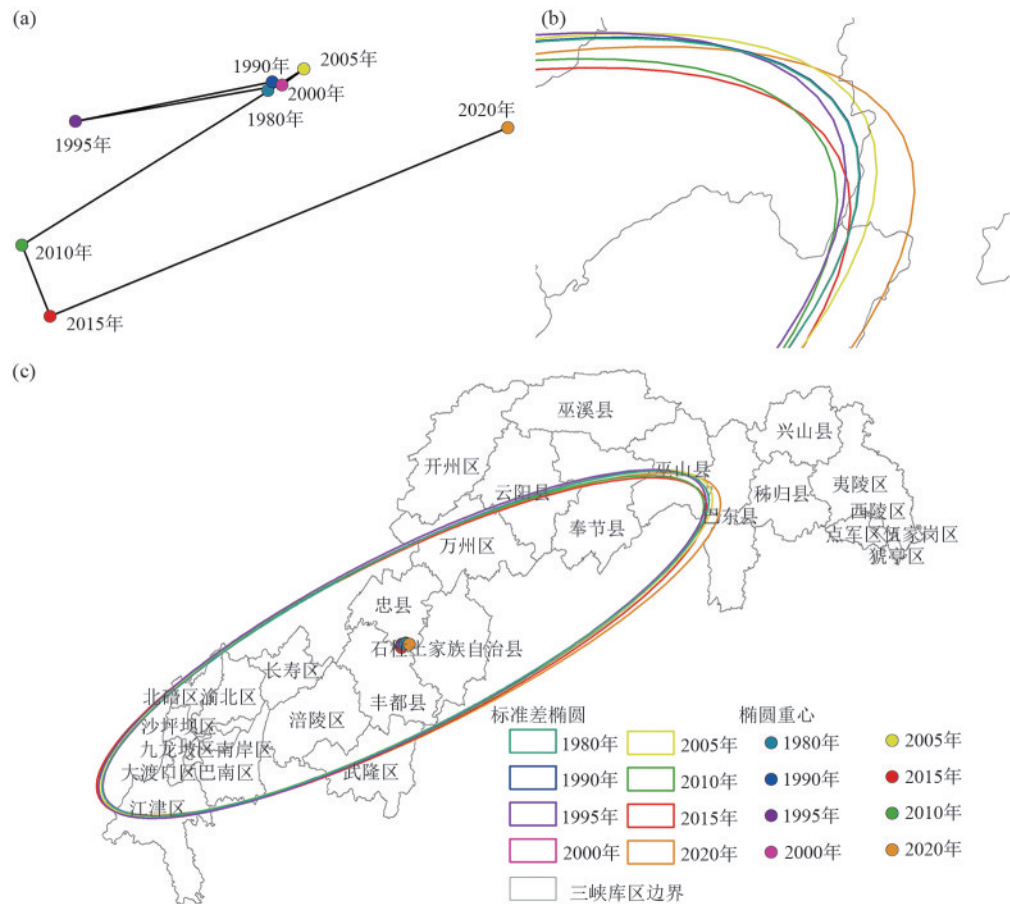 (a)
1990年
2005年
2000年
1980年
1995年
2020年
2010年
2015年
(b)
(c)
巫溪县
兴山县
开州区
巫山县
夷陵区
秭归县
云阳县
西陵区
巴东县
奉节县
点军区伍家岗区
万州区
猇亭区
忠县
石柱土家族自治县
长寿区
北碚区渝北区
丰都县
涪陵区
沙坪坝区
九龙坡区南岸区
大渡口区巴南区
武隆区
江津区
标准差椭圆
椭圆重心
1980年
2005年
1980年
2005年
1990年
2010年
1990年
2015年
1995年
2015年
1995年
2010年
2000年
2020年
2000年
2020年
三峡库区边界